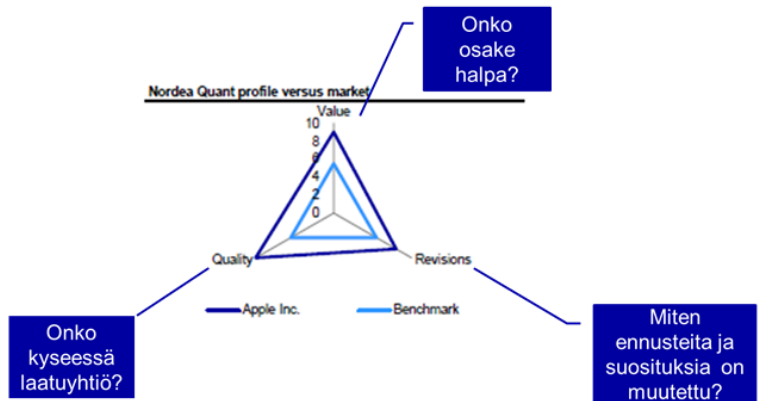 Onko
osake
halpa?
Nordea Quant profile versus market
Value
10
8
6
4
2
0
Quality
Revisions
Apple Inc.
Benchmark
Onko
kyseessä
laatuyhtiö?
Miten
ennusteita ja
suosituksia on
muutettu?